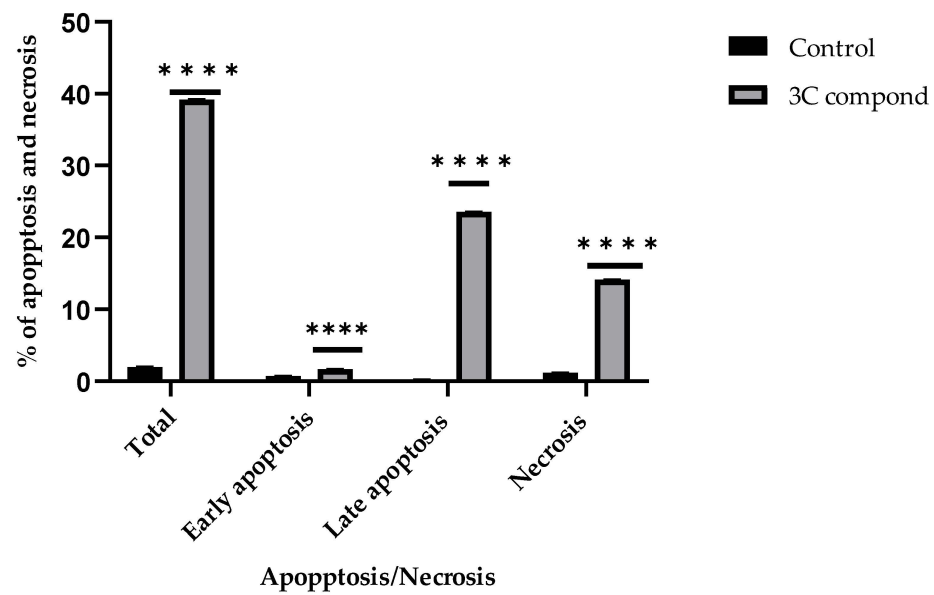 % of apopptosis and necrosis
50
40
30
20
10
0
* * * *
****
* * * *
* * * *
Total
Early apoptosis
Late apoptosis
Necrosis
Apopptosis/Necrosis
Control
3C compond